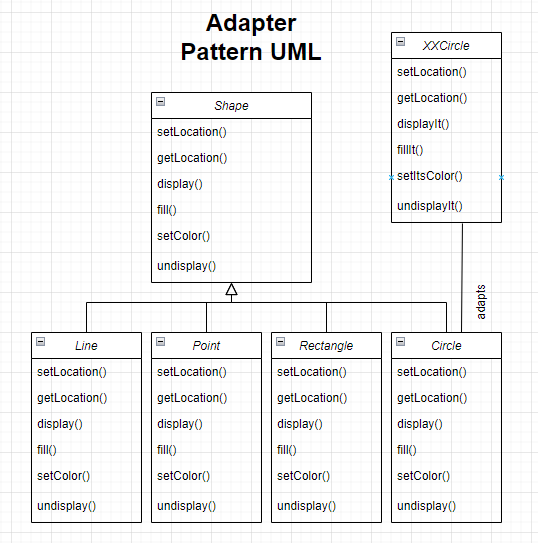 Adapter
Pattern UML
XXCircle
setLocation()
getLocation()
displayIt()
fillIt()
setItsColor()
undisplayIt()
Shape
setLocation()
getLocation()
display()
fill()
setColor()
undisplay()
adapts
Line
setLocation()
getLocation()
display()
fill()
setColor()
undisplay()
Point
setLocation()
getLocation()
display()
fill()
setColor()
undisplay()
Rectangle
setLocation()
getLocation()
display()
fill()
setColor()
undisplay()
Circle
setLocation()
getLocation()
display()
fill()
setColor()
undisplay()